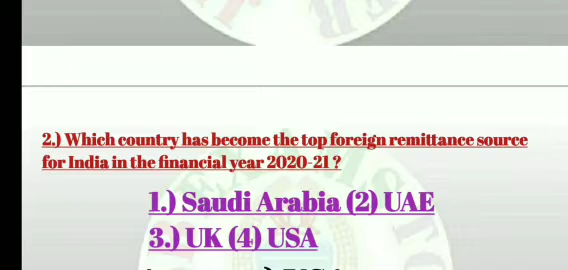 2.) Which country has become the top foreign remittance source
for India in the financial year 2020-21 ?
1.) Saudi Arabia (2) UAE
3.) UK (4) USA